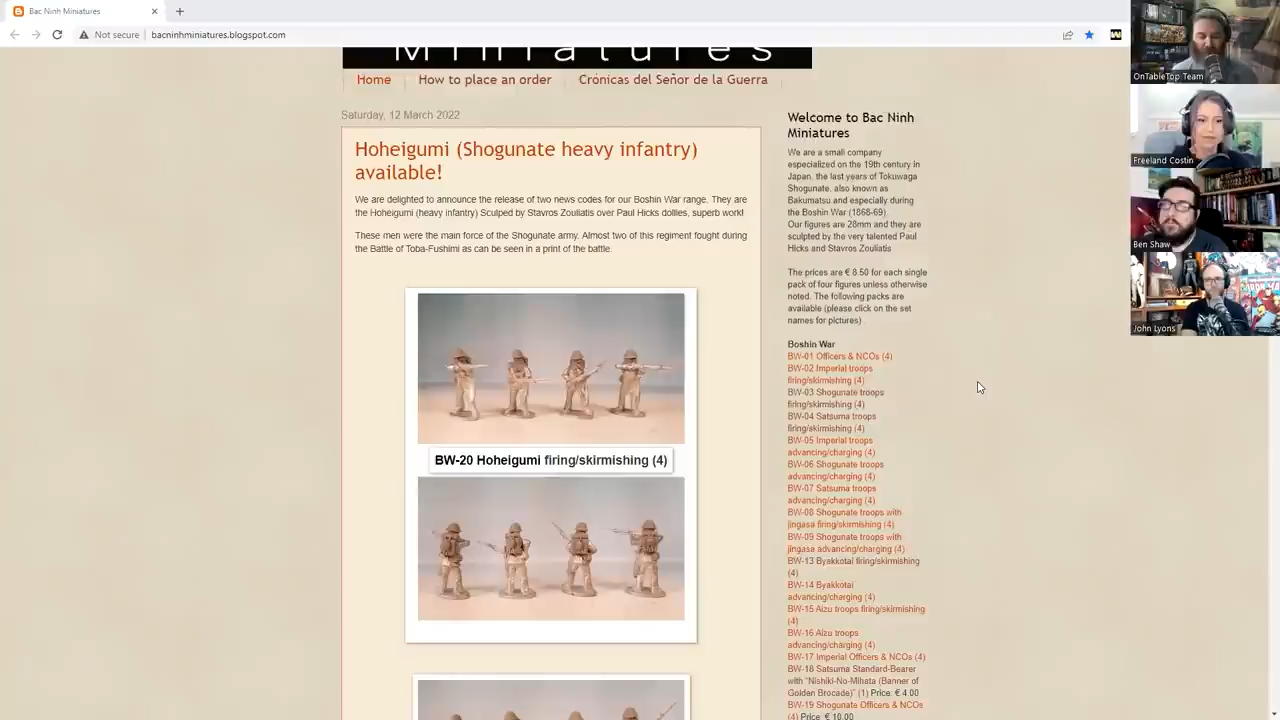 Bac Ninh Miniatures
Not secure
bacninhminiatures.blogspot.com
Miniatures
Home
How to place an order
Crónicas del Señor de la Guerra
Saturday, 12 March 2022
Hoheigumi (Shogunate heavy infantry)
available!
We are delighted to announce the release of two news codes for our Boshin War range. They are
the Hoheigumi (heavy infantry) Sculped by Stavros Zouliatis over Paul Hicks dollies, superb work!
These men were the main force of the Shogunate army. Almost two of this regiment fought during
the Battle of Toba-Fushimi as can be seen in a print of the battle.
BW-20 Hoheigumi firing/skirmishing (4)
Welcome to Bac Ninh
Miniatures
We are a small company
especialized on the 19th century in
Japan, the last years of Tokuwaga
Shogunate, also known as
Bakumatsu and especially during
the Boshin War (1868-69).
Our figures are 28mm and they are
sculpted by the very talented Paul
Hicks and Stavros Zouliatis
The prices are € 8.50 for each single
pack of four figures unless otherwise
noted. The following packs are
available (please click on the set
names for pictures)
Boshin War
BW-01 Officers & NCOs (4)
BW-02 Imperial troops
firing/skirmishing (4)
BW-03 Shogunate troops
firing/skirmishing (4)
BW-04 Satsuma troops
firing/skirmishing (4)
BW-05 Imperial troops
advancing/charging (4)
BW-06 Shogunate troops
advancing/charging (4)
BW-07 Satsuma troops
advancing/charging (4)
BW-08 Shogunate troops with
jingasa firing/skirmishing (4)
BW-09 Shogunate troops with
jingasa advancing/charging (4)
BW-13 Byakkotai firing/skirmishing
(4)
BW-14 Byakkotai
advancing/charging (4)
BW-15 Aizu troops firing/skirmishing
(4)
BW-16 Aizu troops
advancing/charging (4)
BW-17 Imperial Officers & NCOs (4)
BW-18 Satsuma Standard-Bearer
with "Nishiki-No-Mihata (Banner of
Golden Brocade)" (1) Price: € 4.00
BW-19 Shogunate Officers & NCOs
(4) Price: € 10.00
OnTableTop Team
Freeland Costin
Ben Shaw
John Lyons